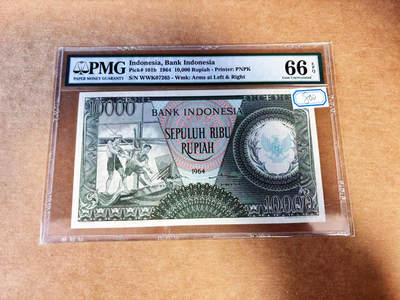 PMG
PAPER MONEY GUARANTY
Indonesia, Bank Indonesia
Pick# 101b 1964 10,000 Rupiah - Printer: PNPK
S/N WWK07265 - Wmk: Arms at Left & Right
66 EPQ
Gem Uncirculated
10000
BANK INDONESIA
SEPULUH RIBU
RUPIAH
1964
10000